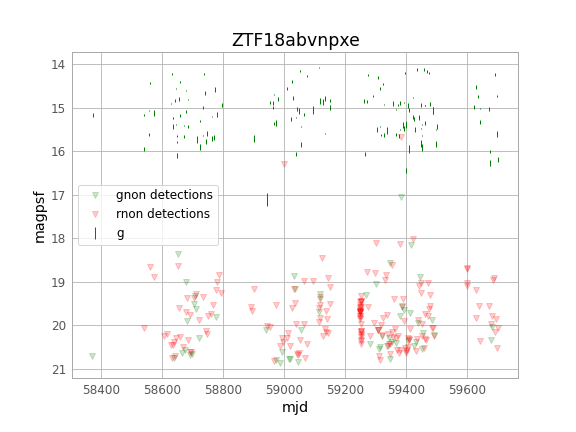 ZTF18abvnpxe
14
15
16
17
18
19
20
21
magpsf
gnon detections
rnon detections
g
58400
58600
58800
59000
59200
59400
59600
mjd